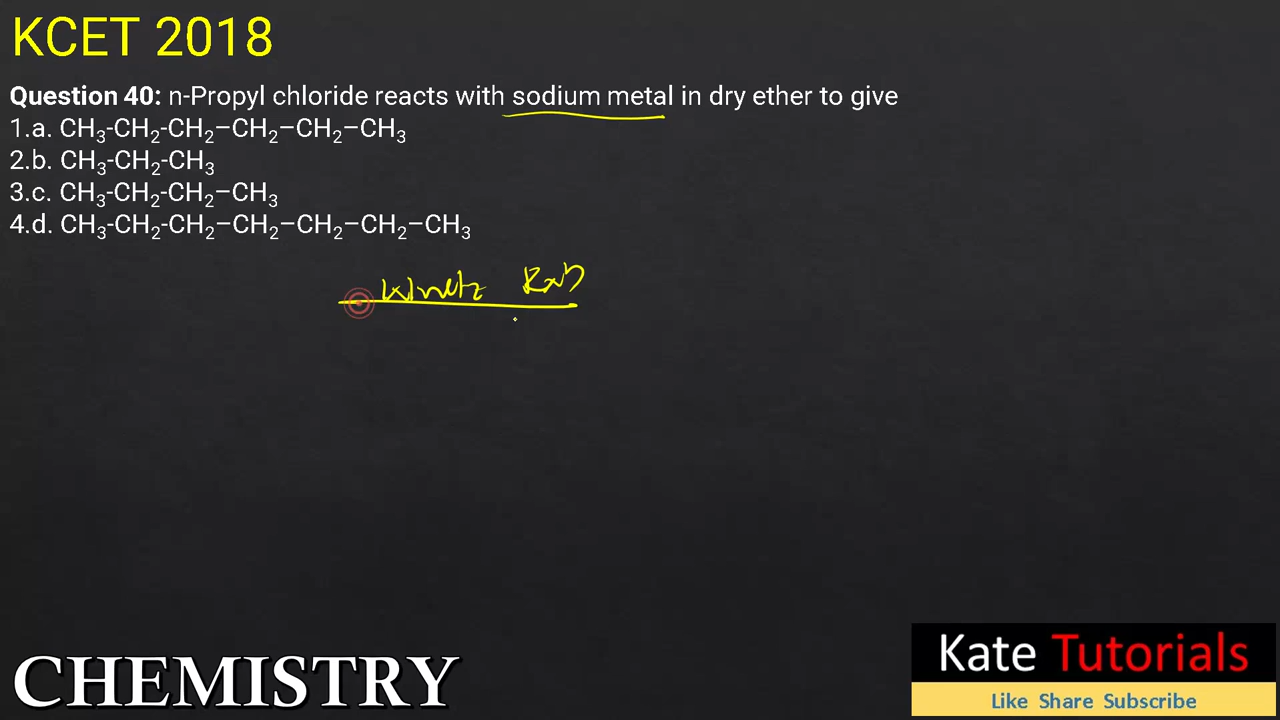 KCET 2018
Question 40: n-Propyl chloride reacts with sodium metal in dry ether to give
1.a. CH₃-CH₂-CH₂–CH₂–CH₂–CH₃
2.b. CH₃-CH₂-CH₃
3.c. CH₃-CH₂-CH₂–CH₃
4.d. CH₃-CH₂-CH₂–CH₂–CH₂–CH₂–CH₃
CHEMISTRY
Kate Tutorials
Like Share Subscribe